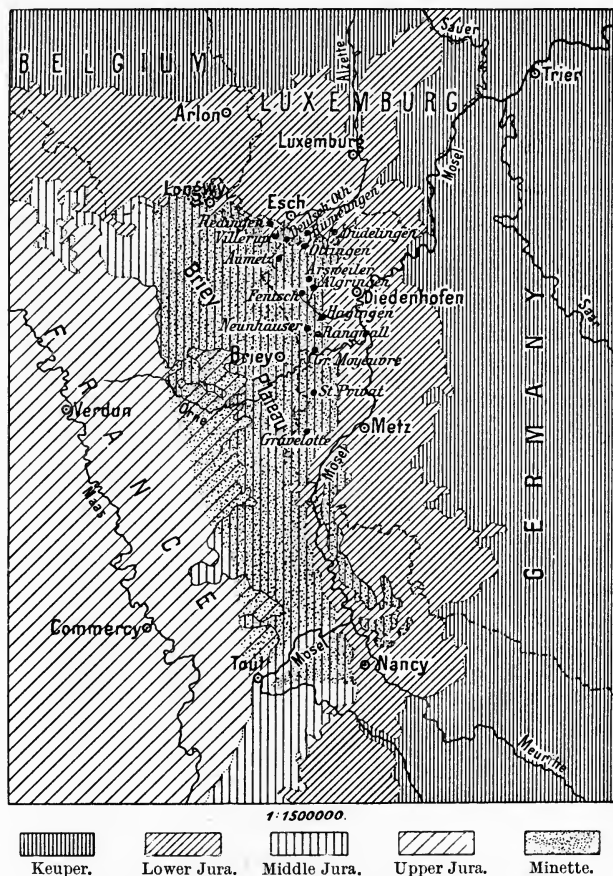 Sauer
BELGIUM
Alzette
Trier
LUXEMBURG
Arlon
Mosel
Luxemburg
Longwy
Esch
Deutsch Oth
Rümelingen
Redingen
Düdelingen
Villerupt
Öttingen
Aumetz
Arsweiler
Algringen
Briey
Fentsch
Diedenhofen
Saar
Hagingen
Neunhauser
Rangwall
Briey
Gr. Moyeuvre
FRANCE
GERMANY
Plateau
St. Privat
Orne
Verdun
Metz
Gravelotte
Mosel
Maas
Commercy
Mosel
Toul
Nancy
Meurthe
1:1500000.
Keuper. Lower Jura. Middle Jura. Upper Jura. Minette.